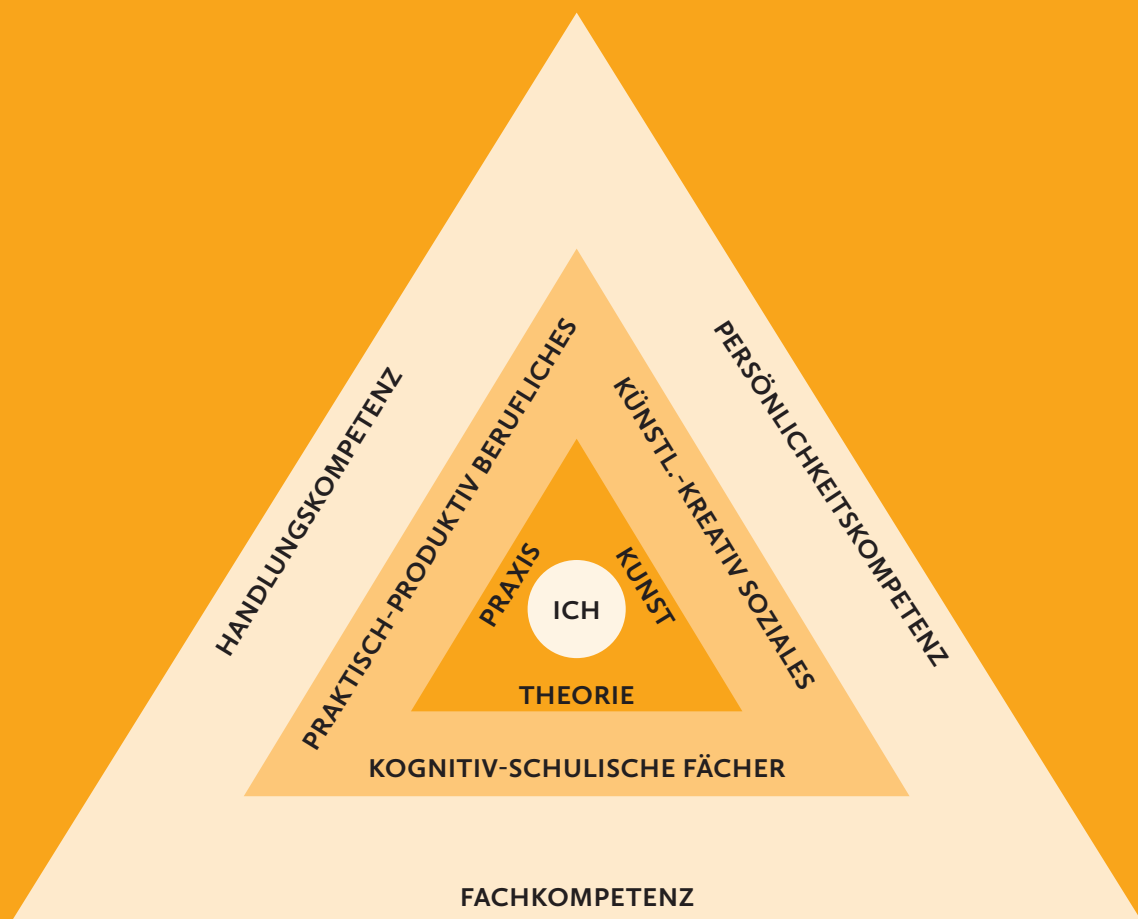 HANDLUNGSKOMPETENZ
PERSÖNLICHKEITSKOMPETENZ
PRAKTISCH-PRODUKTIV BERUFLICHES
KÜNSTL.-KREATIV SOZIALES
PRAXIS
KUNST
ICH
THEORIE
KOGNITIV-SCHULISCHE FÄCHER
FACHKOMPETENZ